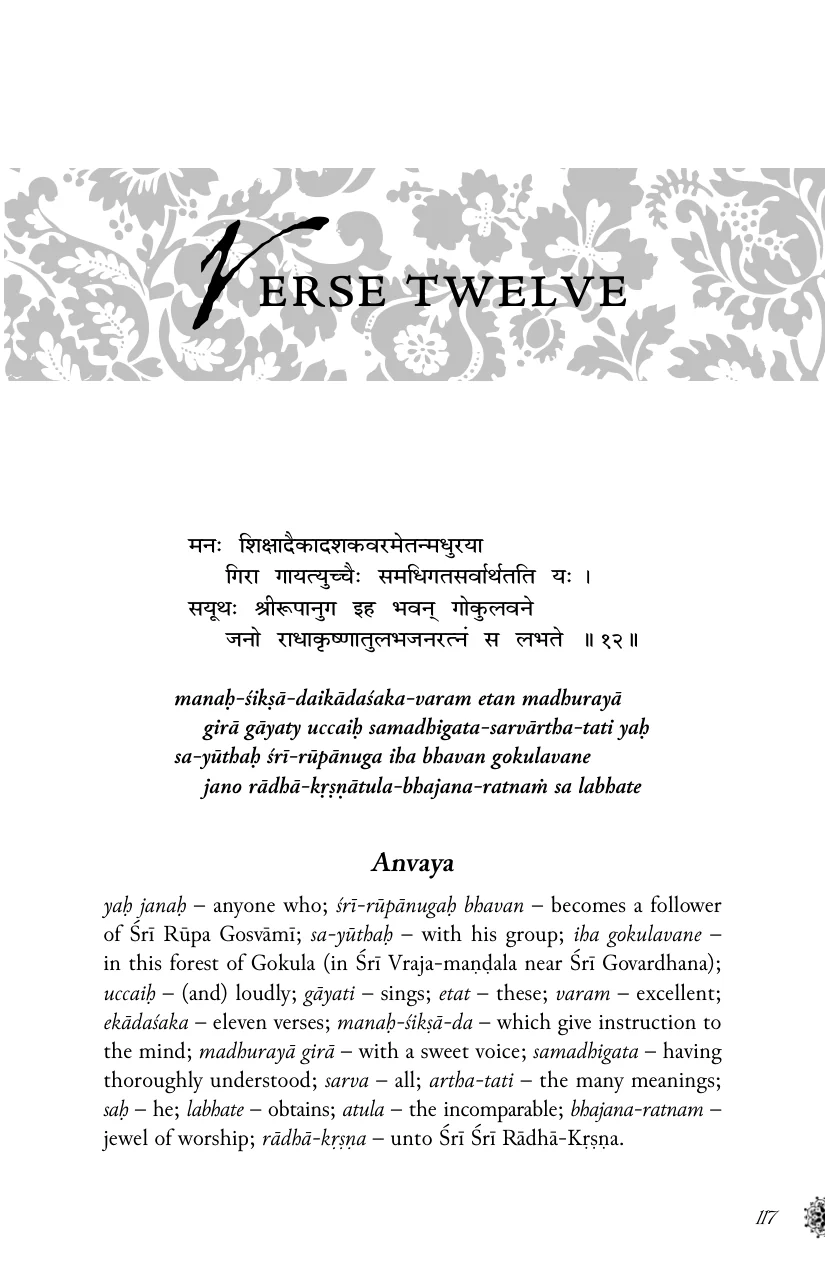 VERSE TWELVE
मनः शिक्षादैकादशकवरमेतन्मधुरया
गिरा गायत्युच्चैः समधिगतसर्वार्थतति यः ।
सयूथः श्रीरूपानुग इह भवन् गोकुलवने
जनो राधाकृष्णातुलभजनरत्नं स लभते ॥ १२॥
manaḥ-śikṣā-daikādaśaka-varam etan madhurayā
girā gāyaty uccaiḥ samadhigata-sarvārtha-tati yaḥ
sa-yūthaḥ śrī-rūpānuga iha bhavan gokulavane
jano rādhā-kṛṣṇātula-bhajana-ratnaṁ sa labhate
Anvaya
yaḥ janaḥ – anyone who; śrī-rūpānugaḥ bhavan – becomes a follower
of Śrī Rūpa Gosvāmī; sa-yūthaḥ – with his group; iha gokulavane –
in this forest of Gokula (in Śrī Vraja-maṇḍala near Śrī Govardhana);
uccaiḥ – (and) loudly; gāyati – sings; etat – these; varam – excellent;
ekādaśaka – eleven verses; manaḥ-śikṣā-da – which give instruction to
the mind; madhurayā girā – with a sweet voice; samadhigata – having
thoroughly understood; sarva – all; artha-tati – the many meanings;
saḥ – he; labhate – obtains; atula – the incomparable; bhajana-ratnam –
jewel of worship; rādhā-kṛṣṇa – unto Śrī Śrī Rādhā-Kṛṣṇa.
117